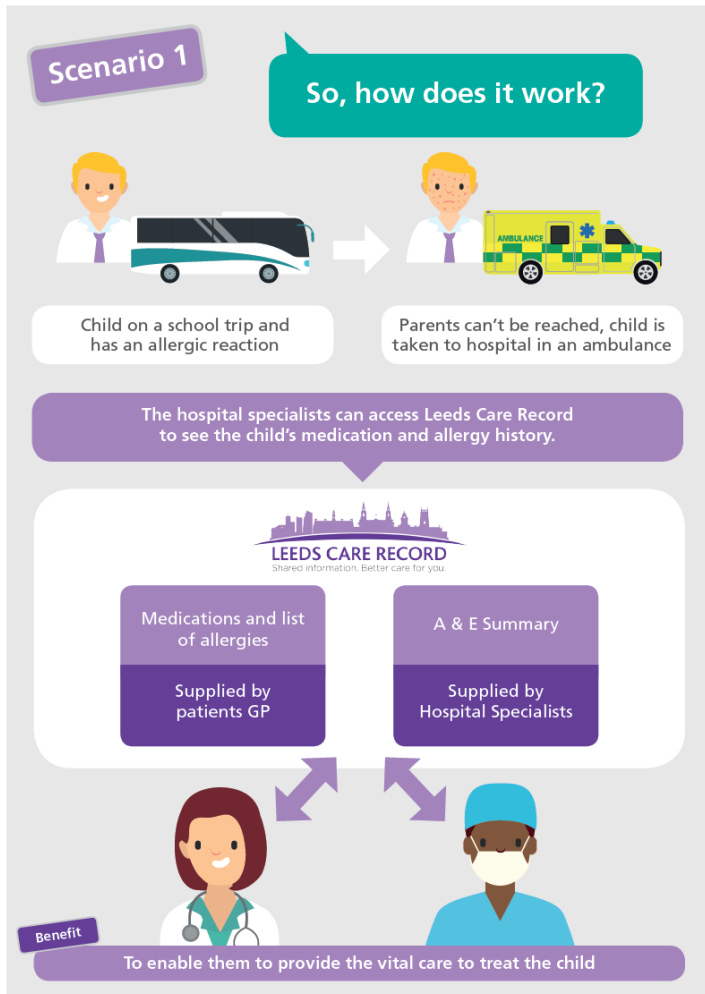 Scenario 1
So, how does it work?
AMBULANCE
Child on a school trip and
has an allergic reaction
Parents can’t be reached, child is
taken to hospital in an ambulance
The hospital specialists can access Leeds Care Record
to see the child’s medication and allergy history.
LEEDS CARE RECORD
Shared information. Better care for you.
Medications and list
of allergies
Supplied by
patients GP
A & E Summary
Supplied by
Hospital Specialists
Benefit
To enable them to provide the vital care to treat the child